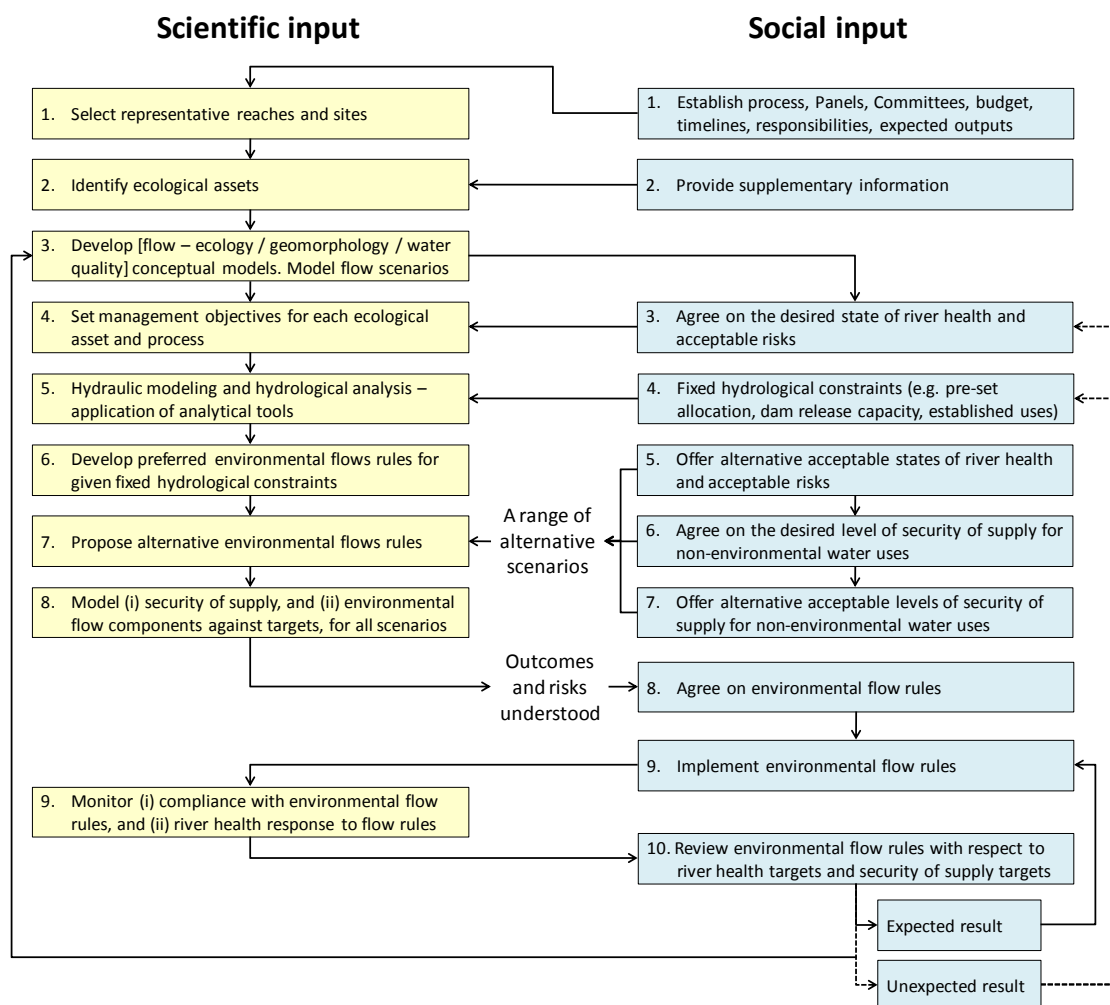 Scientific input
Social input
1. Select representative reaches and sites
1. Establish process, Panels, Committees, budget,
timelines, responsibilities, expected outputs
2. Identify ecological assets
2. Provide supplementary information
3. Develop [flow – ecology / geomorphology / water
quality] conceptual models. Model flow scenarios
4. Set management objectives for each ecological
asset and process
3. Agree on the desired state of river health and
acceptable risks
5. Hydraulic modeling and hydrological analysis –
application of analytical tools
4. Fixed hydrological constraints (e.g. pre-set
allocation, dam release capacity, established uses)
6. Develop preferred environmental flows rules for
given fixed hydrological constraints
5. Offer alternative acceptable states of river health
and acceptable risks
7. Propose alternative environmental flows rules
A range of
alternative
scenarios
6. Agree on the desired level of security of supply for
non-environmental water uses
8. Model (i) security of supply, and (ii) environmental
flow components against targets, for all scenarios
7. Offer alternative acceptable levels of security of
supply for non-environmental water uses
Outcomes
and risks
understood
8. Agree on environmental flow rules
9. Implement environmental flow rules
9. Monitor (i) compliance with environmental flow
rules, and (ii) river health response to flow rules
10. Review environmental flow rules with respect to
river health targets and security of supply targets
Expected result
Unexpected result